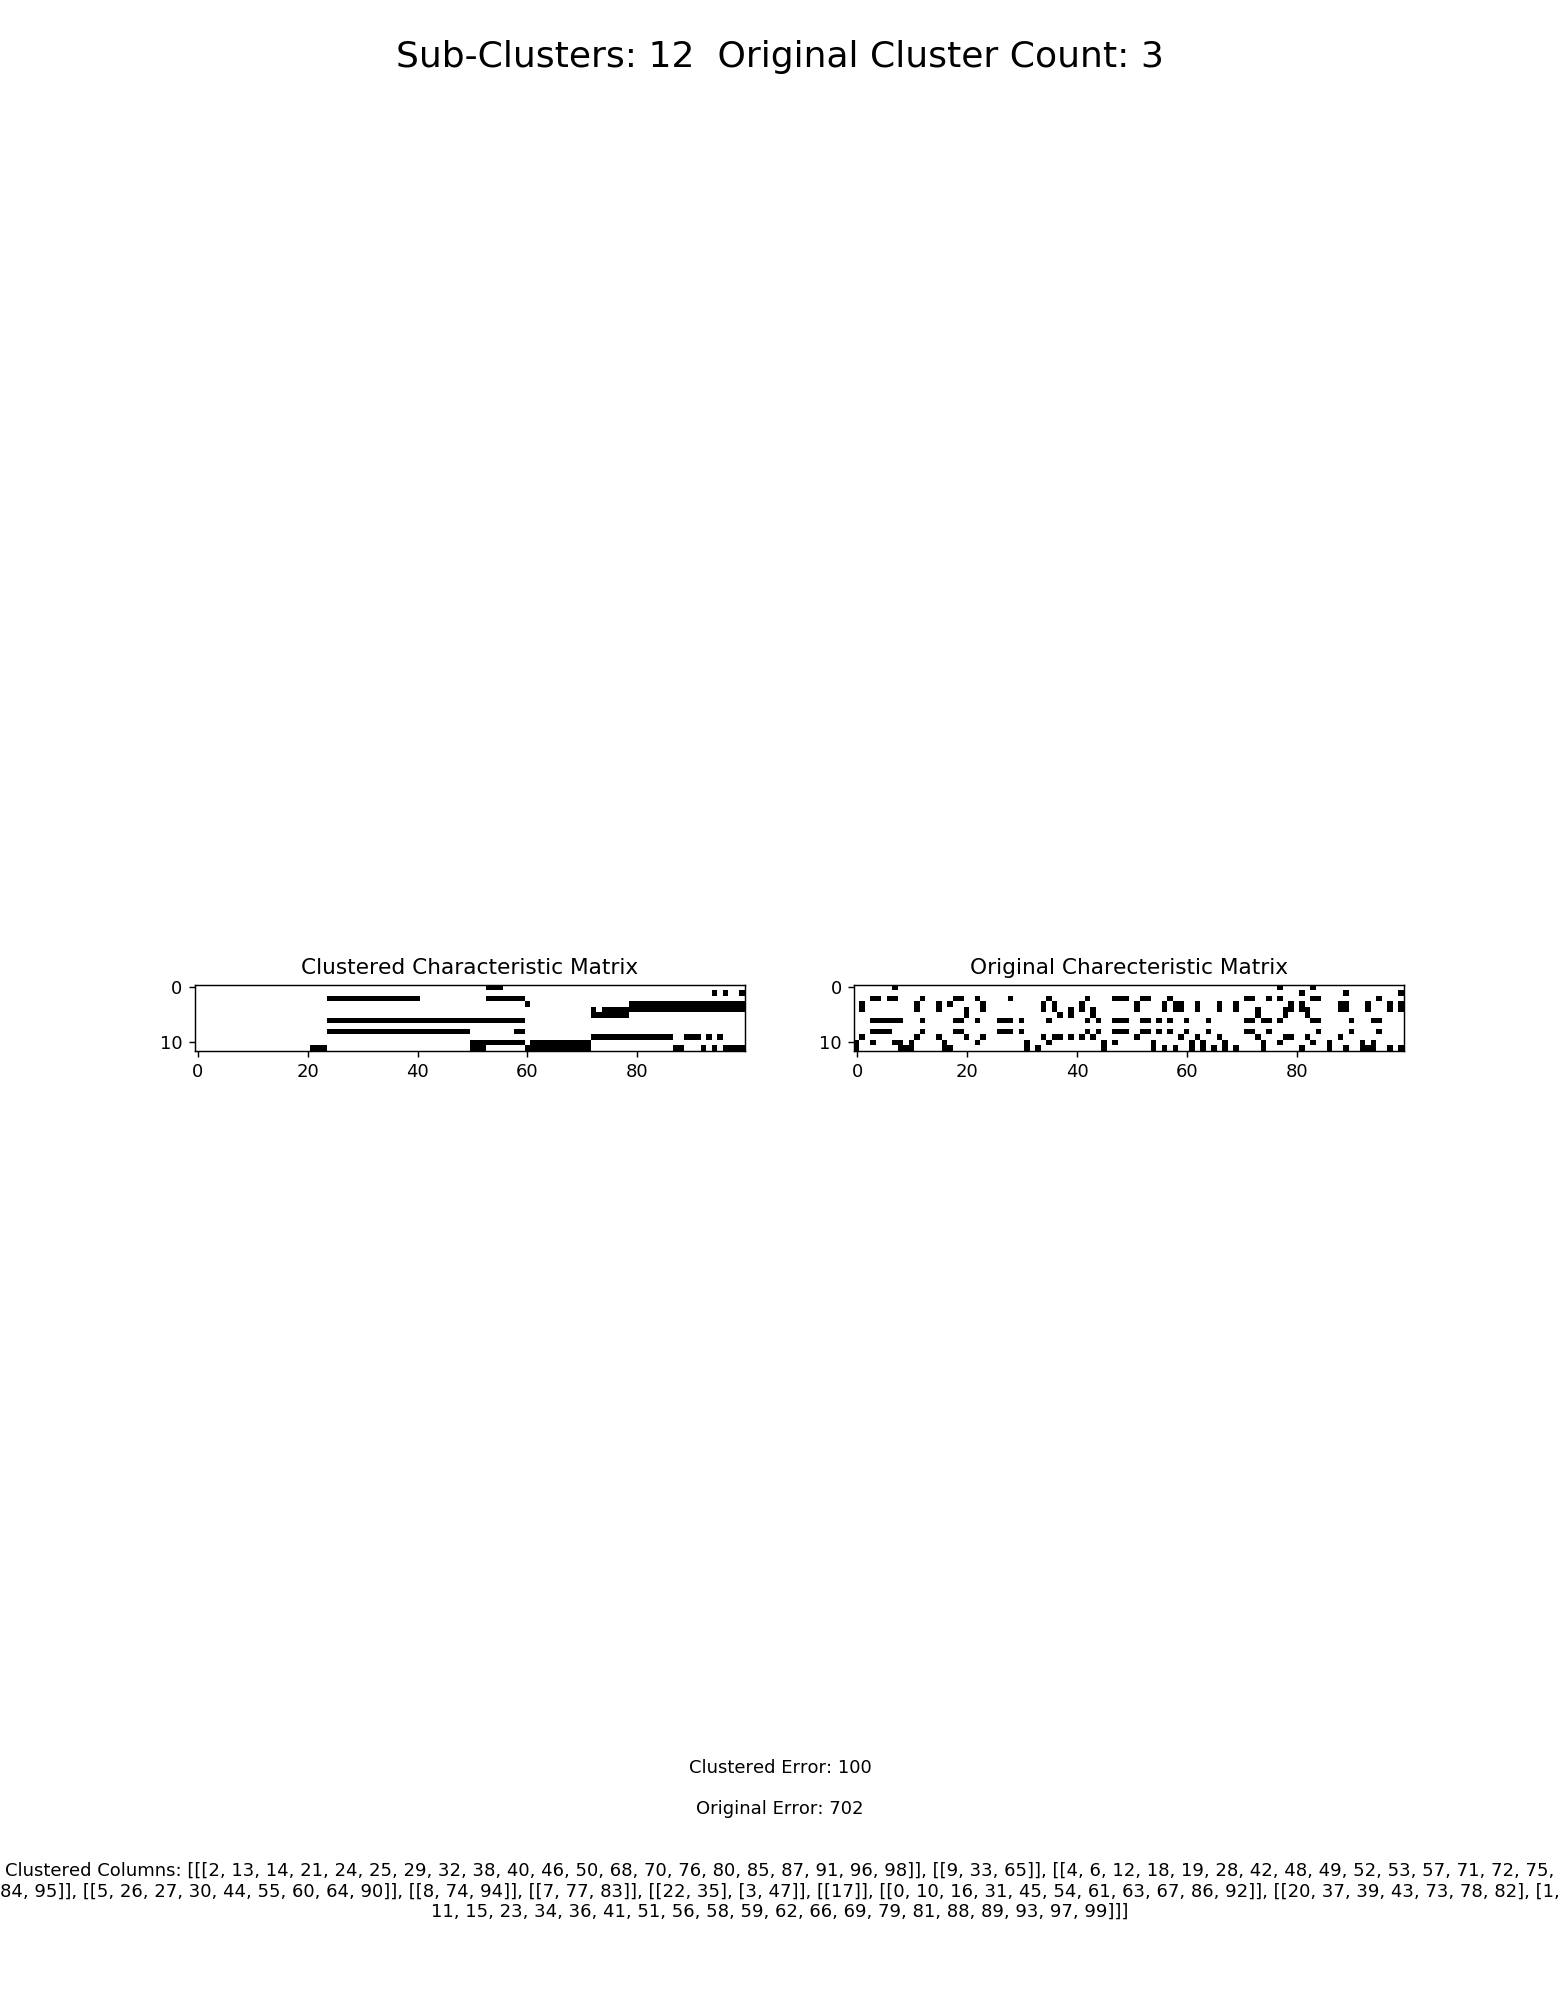 Sub-Clusters: 12  Original Cluster Count: 3
Clustered Characteristic Matrix
0
10
0 20 40 60 80
Original Charecteristic Matrix
0
10
0 20 40 60 80
Clustered Error: 100
Original Error: 702
Clustered Columns: [[[2, 13, 14, 21, 24, 25, 29, 32, 38, 40, 46, 50, 68, 70, 76, 80, 85, 87, 91, 96, 98]], [[9, 33, 65]], [[4, 6, 12, 18, 19, 28, 42, 48, 49, 52, 53, 57, 71, 72, 75,
84, 95]], [[5, 26, 27, 30, 44, 55, 60, 64, 90]], [[8, 74, 94]], [[7, 77, 83]], [[22, 35], [3, 47]], [[17]], [[0, 10, 16, 31, 45, 54, 61, 63, 67, 86, 92]], [[20, 37, 39, 43, 73, 78, 82], [1,
11, 15, 23, 34, 36, 41, 51, 56, 58, 59, 62, 66, 69, 79, 81, 88, 89, 93, 97, 99]]]